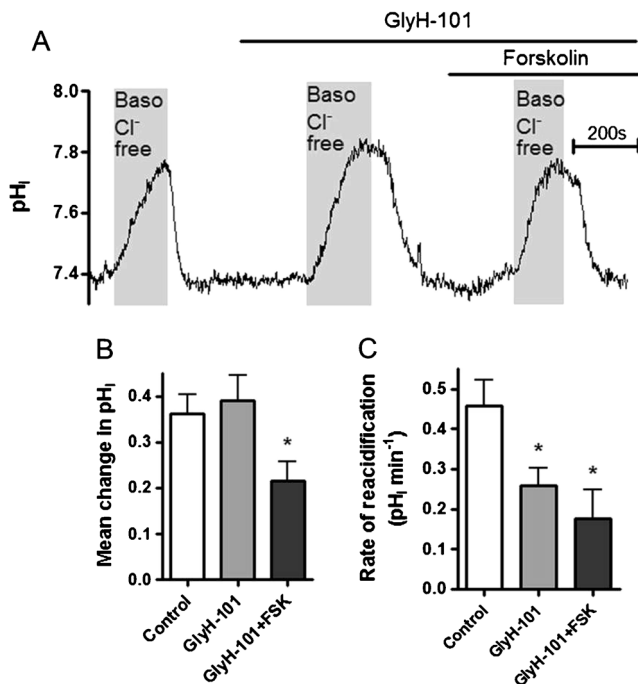 GlyH-101
A
Forskolin
8.0
Baso
Cl⁻
free
Baso
Cl⁻
free
Baso
Cl⁻
free
200s
7.8
pHᵢ
7.6
7.4
B
C
Mean change in pHᵢ
0.4
0.3
0.2
0.1
0.0
*
Control
GlyH-101
GlyH-101+FSK
Rate of reacidification
(pHᵢ min⁻¹)
0.5
0.4
0.3
0.2
0.1
0.0
*
*
Control
GlyH-101
GlyH-101+FSK